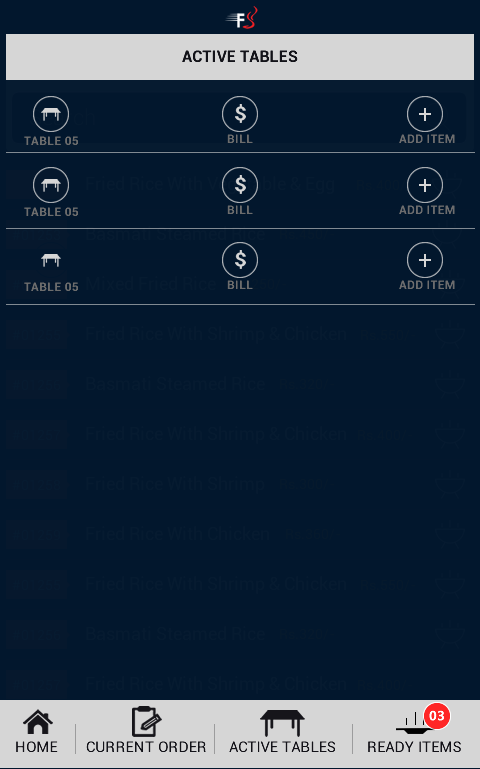 FS
ACTIVE TABLES
TABLE 05 BILL ADD ITEM
Fried Rice With Vegetable & Egg
TABLE 05 BILL ADD ITEM
Basmati Steamed Rice
Mixed Fried Rice
TABLE 05 BILL ADD ITEM
Fried Rice With Shrimp & Chicken
Basmati Steamed Rice
Fried Rice With Shrimp & Chicken
Fried Rice With Shrimp
Fried Rice With Chicken
Fried Rice With Shrimp & Chicken
Basmati Steamed Rice
Fried Rice With Shrimp & Chicken
03
HOME CURRENT ORDER ACTIVE TABLES READY ITEMS